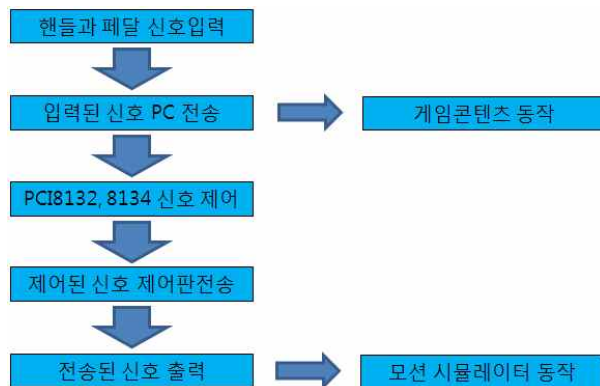 핸들과 페달 신호입력
입력된 신호 PC 전송
게임콘텐츠 동작
PCI8132, 8134 신호 제어
제어된 신호 제어판전송
전송된 신호 출력
모션 시뮬레이터 동작